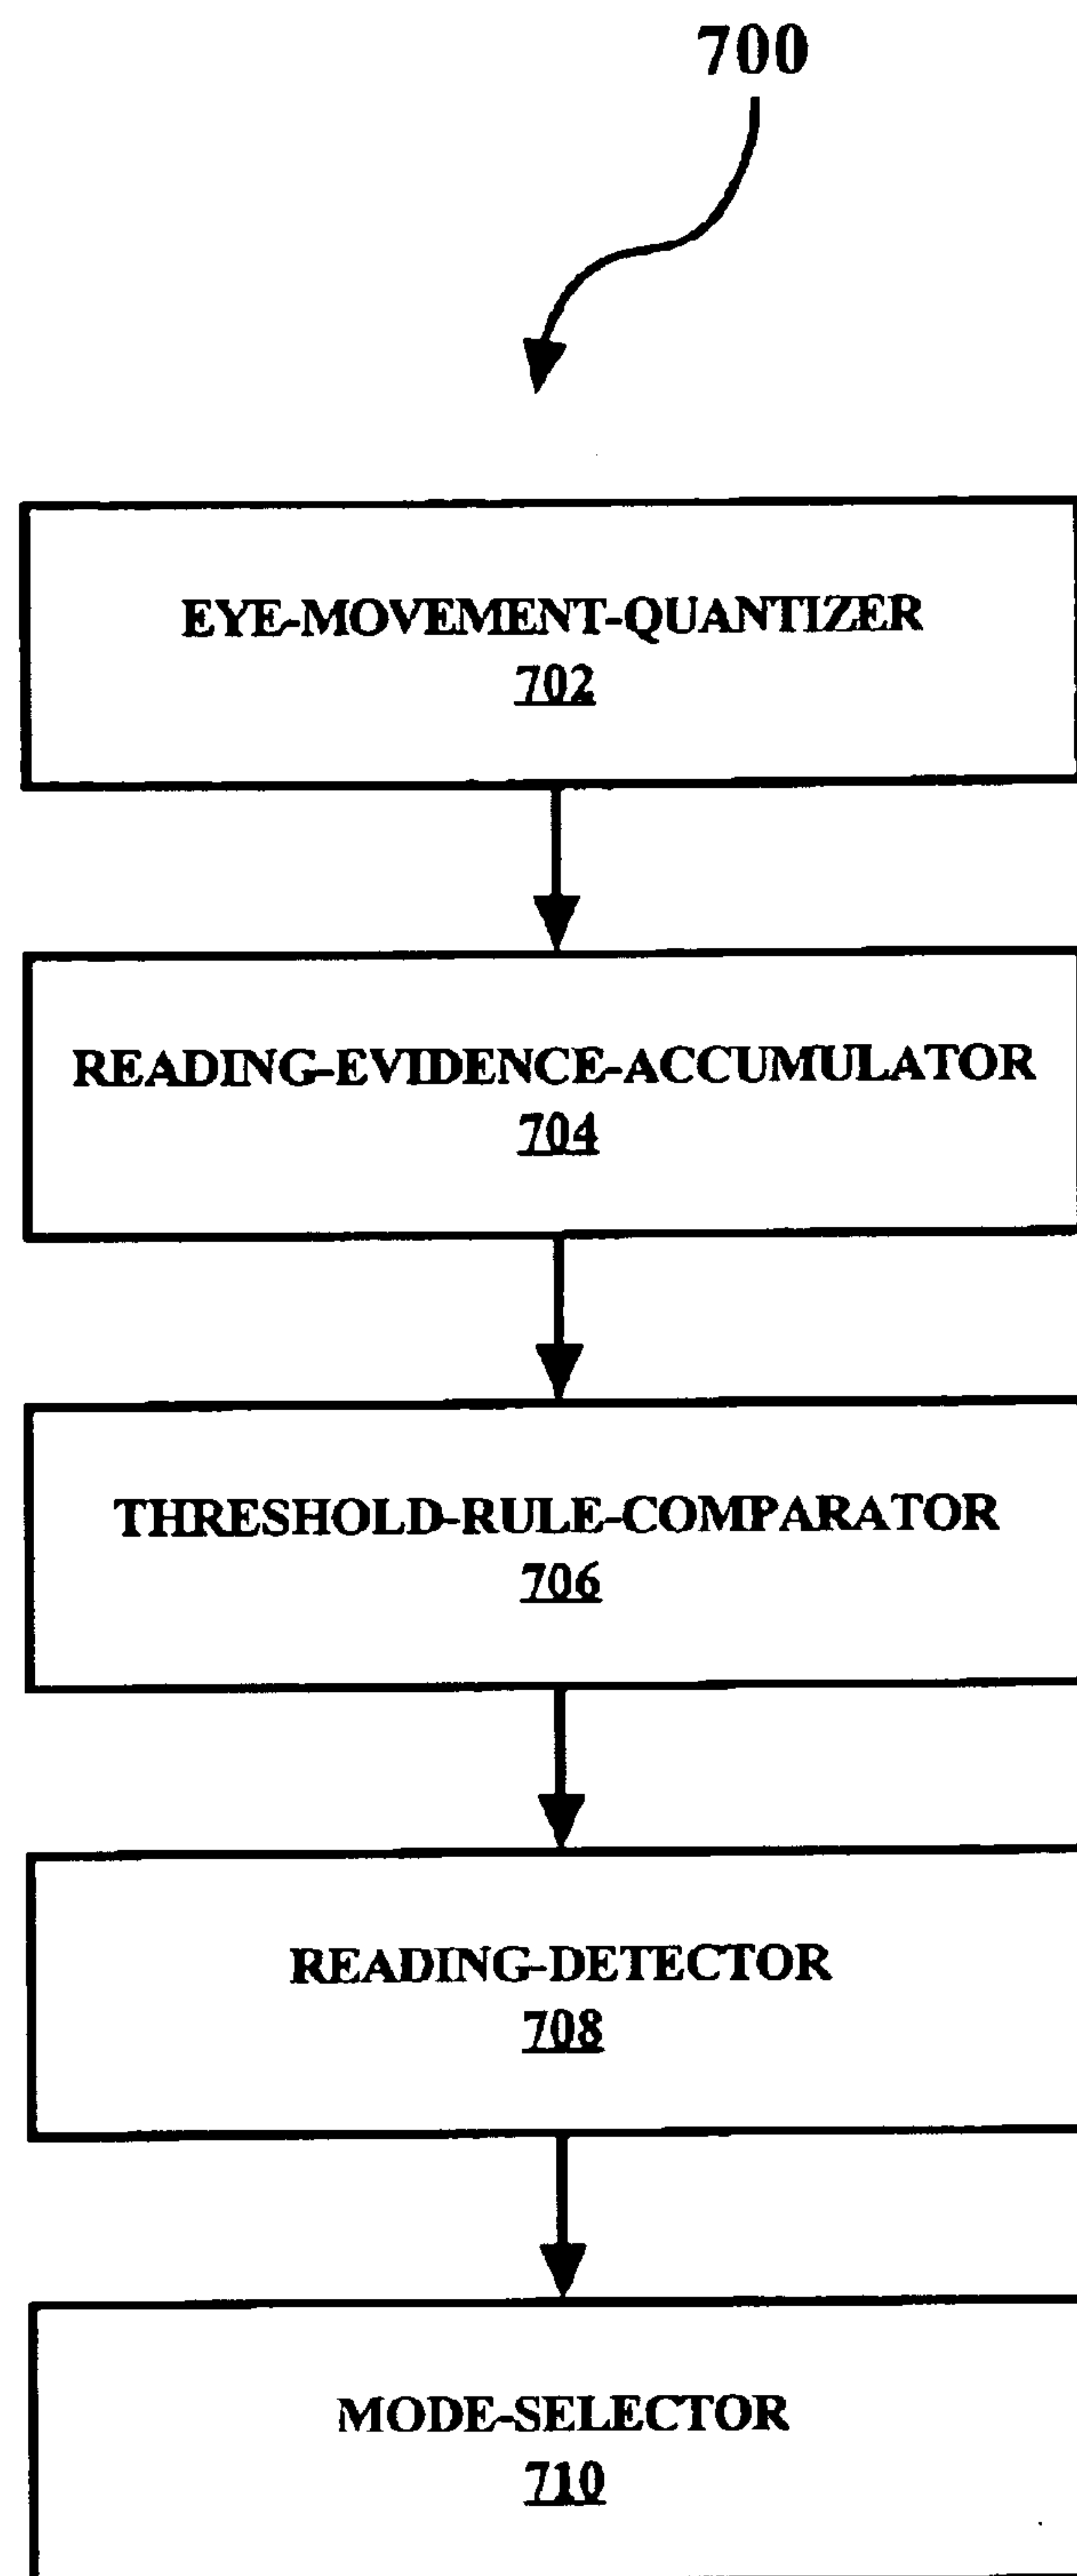 700
EYE-MOVEMENT-QUANTIZER
702
READING-EVIDENCE-ACCUMULATOR
704
THRESHOLD-RULE-COMPARATOR
706
READING-DETECTOR
708
MODE-SELECTOR
710